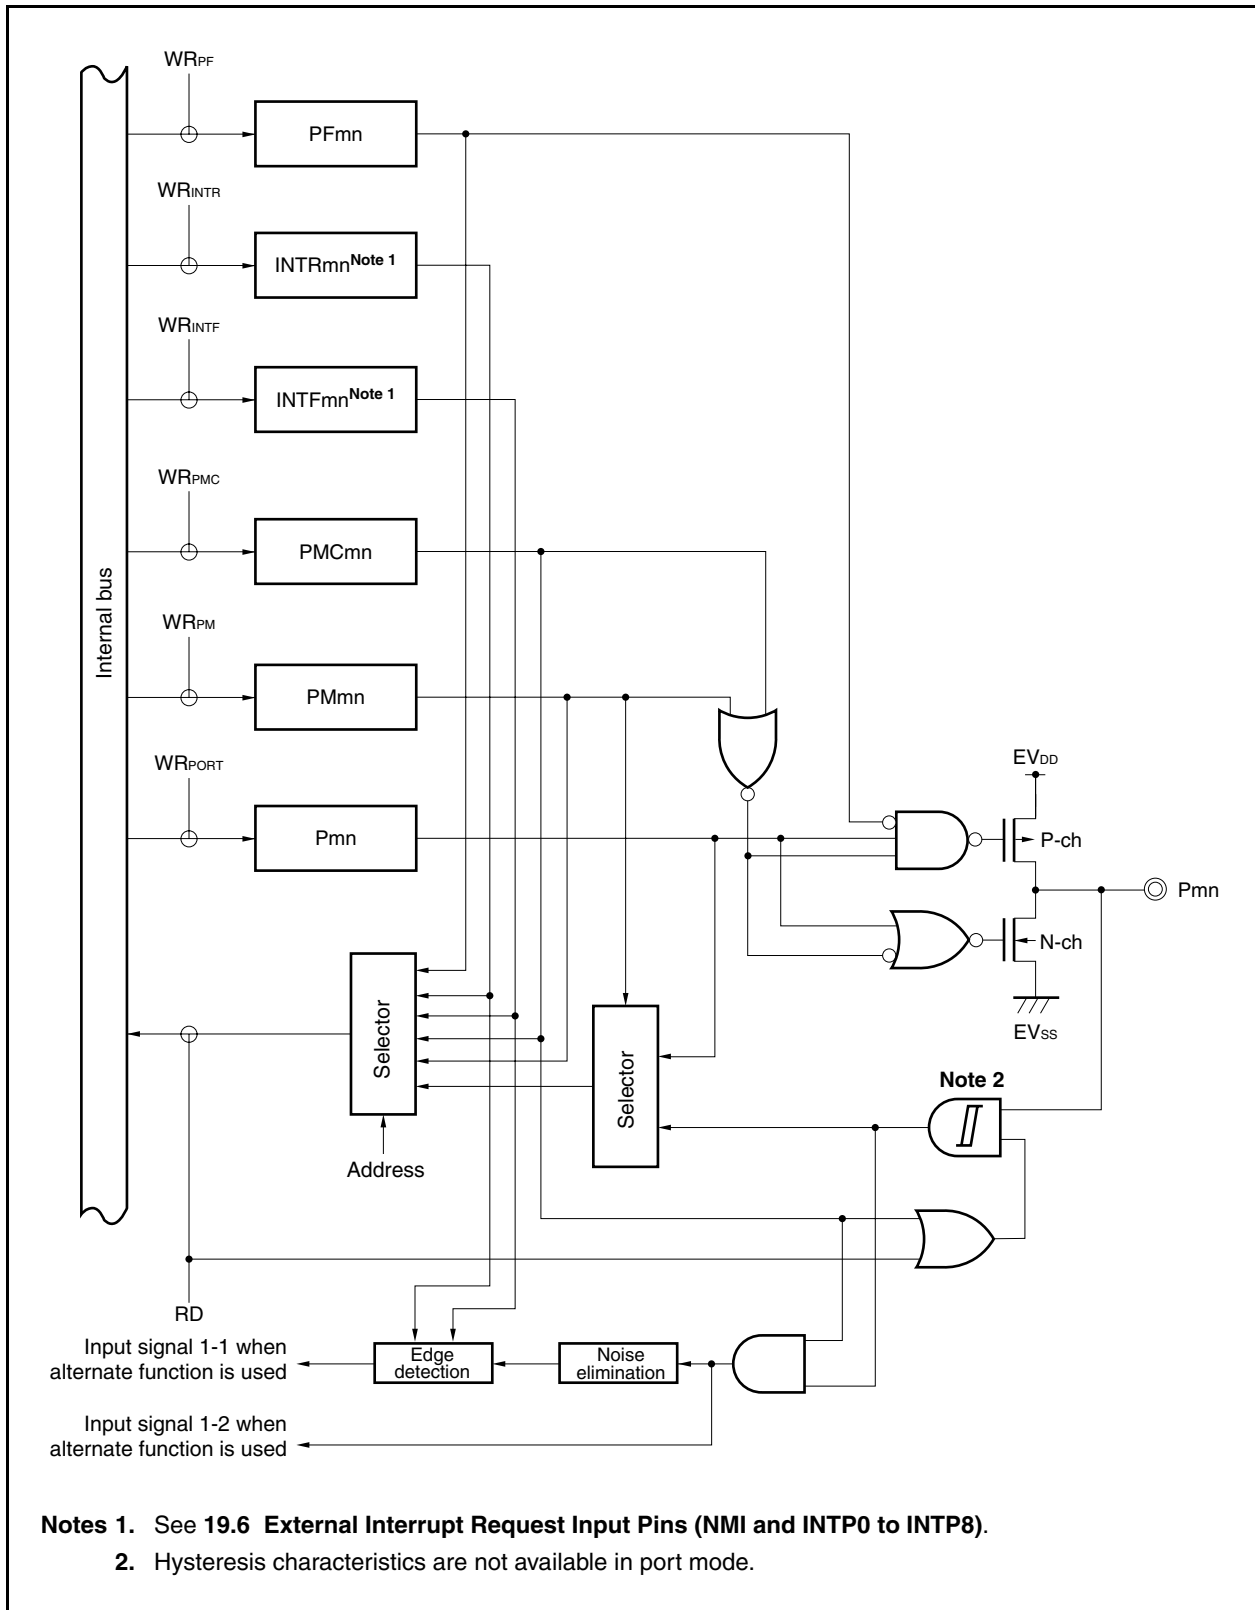 WRPF
PFmn
WRINTR
INTRmnNote 1
WRINTF
INTFmnNote 1
WRPMC
PMCmn
Internal bus
WRPM
PMmn
WRPORT
EVDD
Pmn
P-ch
Pmn
N-ch
Selector
EVSS
Note 2
Selector
Address
RD
Input signal 1-1 when
alternate function is used
Edge
detection
Noise
elimination
Input signal 1-2 when
alternate function is used
Notes 1. See 19.6 External Interrupt Request Input Pins (NMI and INTP0 to INTP8).
2. Hysteresis characteristics are not available in port mode.